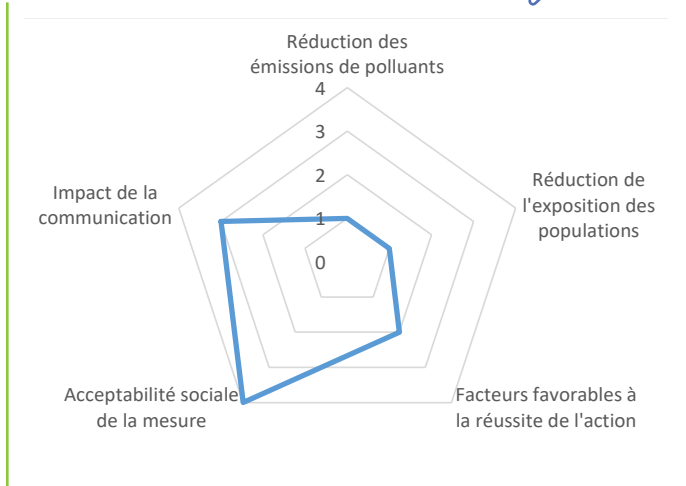 Réduction des
émissions de polluants
4
3
2
1
0
Réduction de
l'exposition des
populations
Impact de la
communication
Acceptabilité sociale
de la mesure
Facteurs favorables à
la réussite de l'action